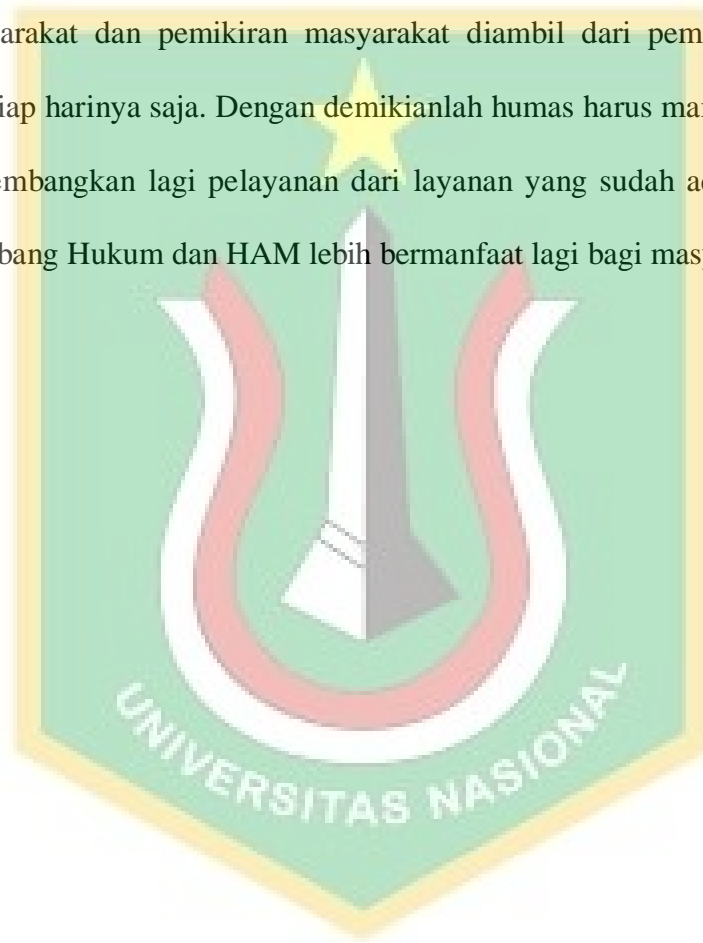 arakat dan pemikiran masyarakat diambil dari pem
iap harinya saja. Dengan demikianlah humas harus ma
embangkan lagi pelayanan dari layanan yang sudah a
bang Hukum dan HAM lebih bermanfaat lagi bagi mas
UNIVERSITAS NASIONAL